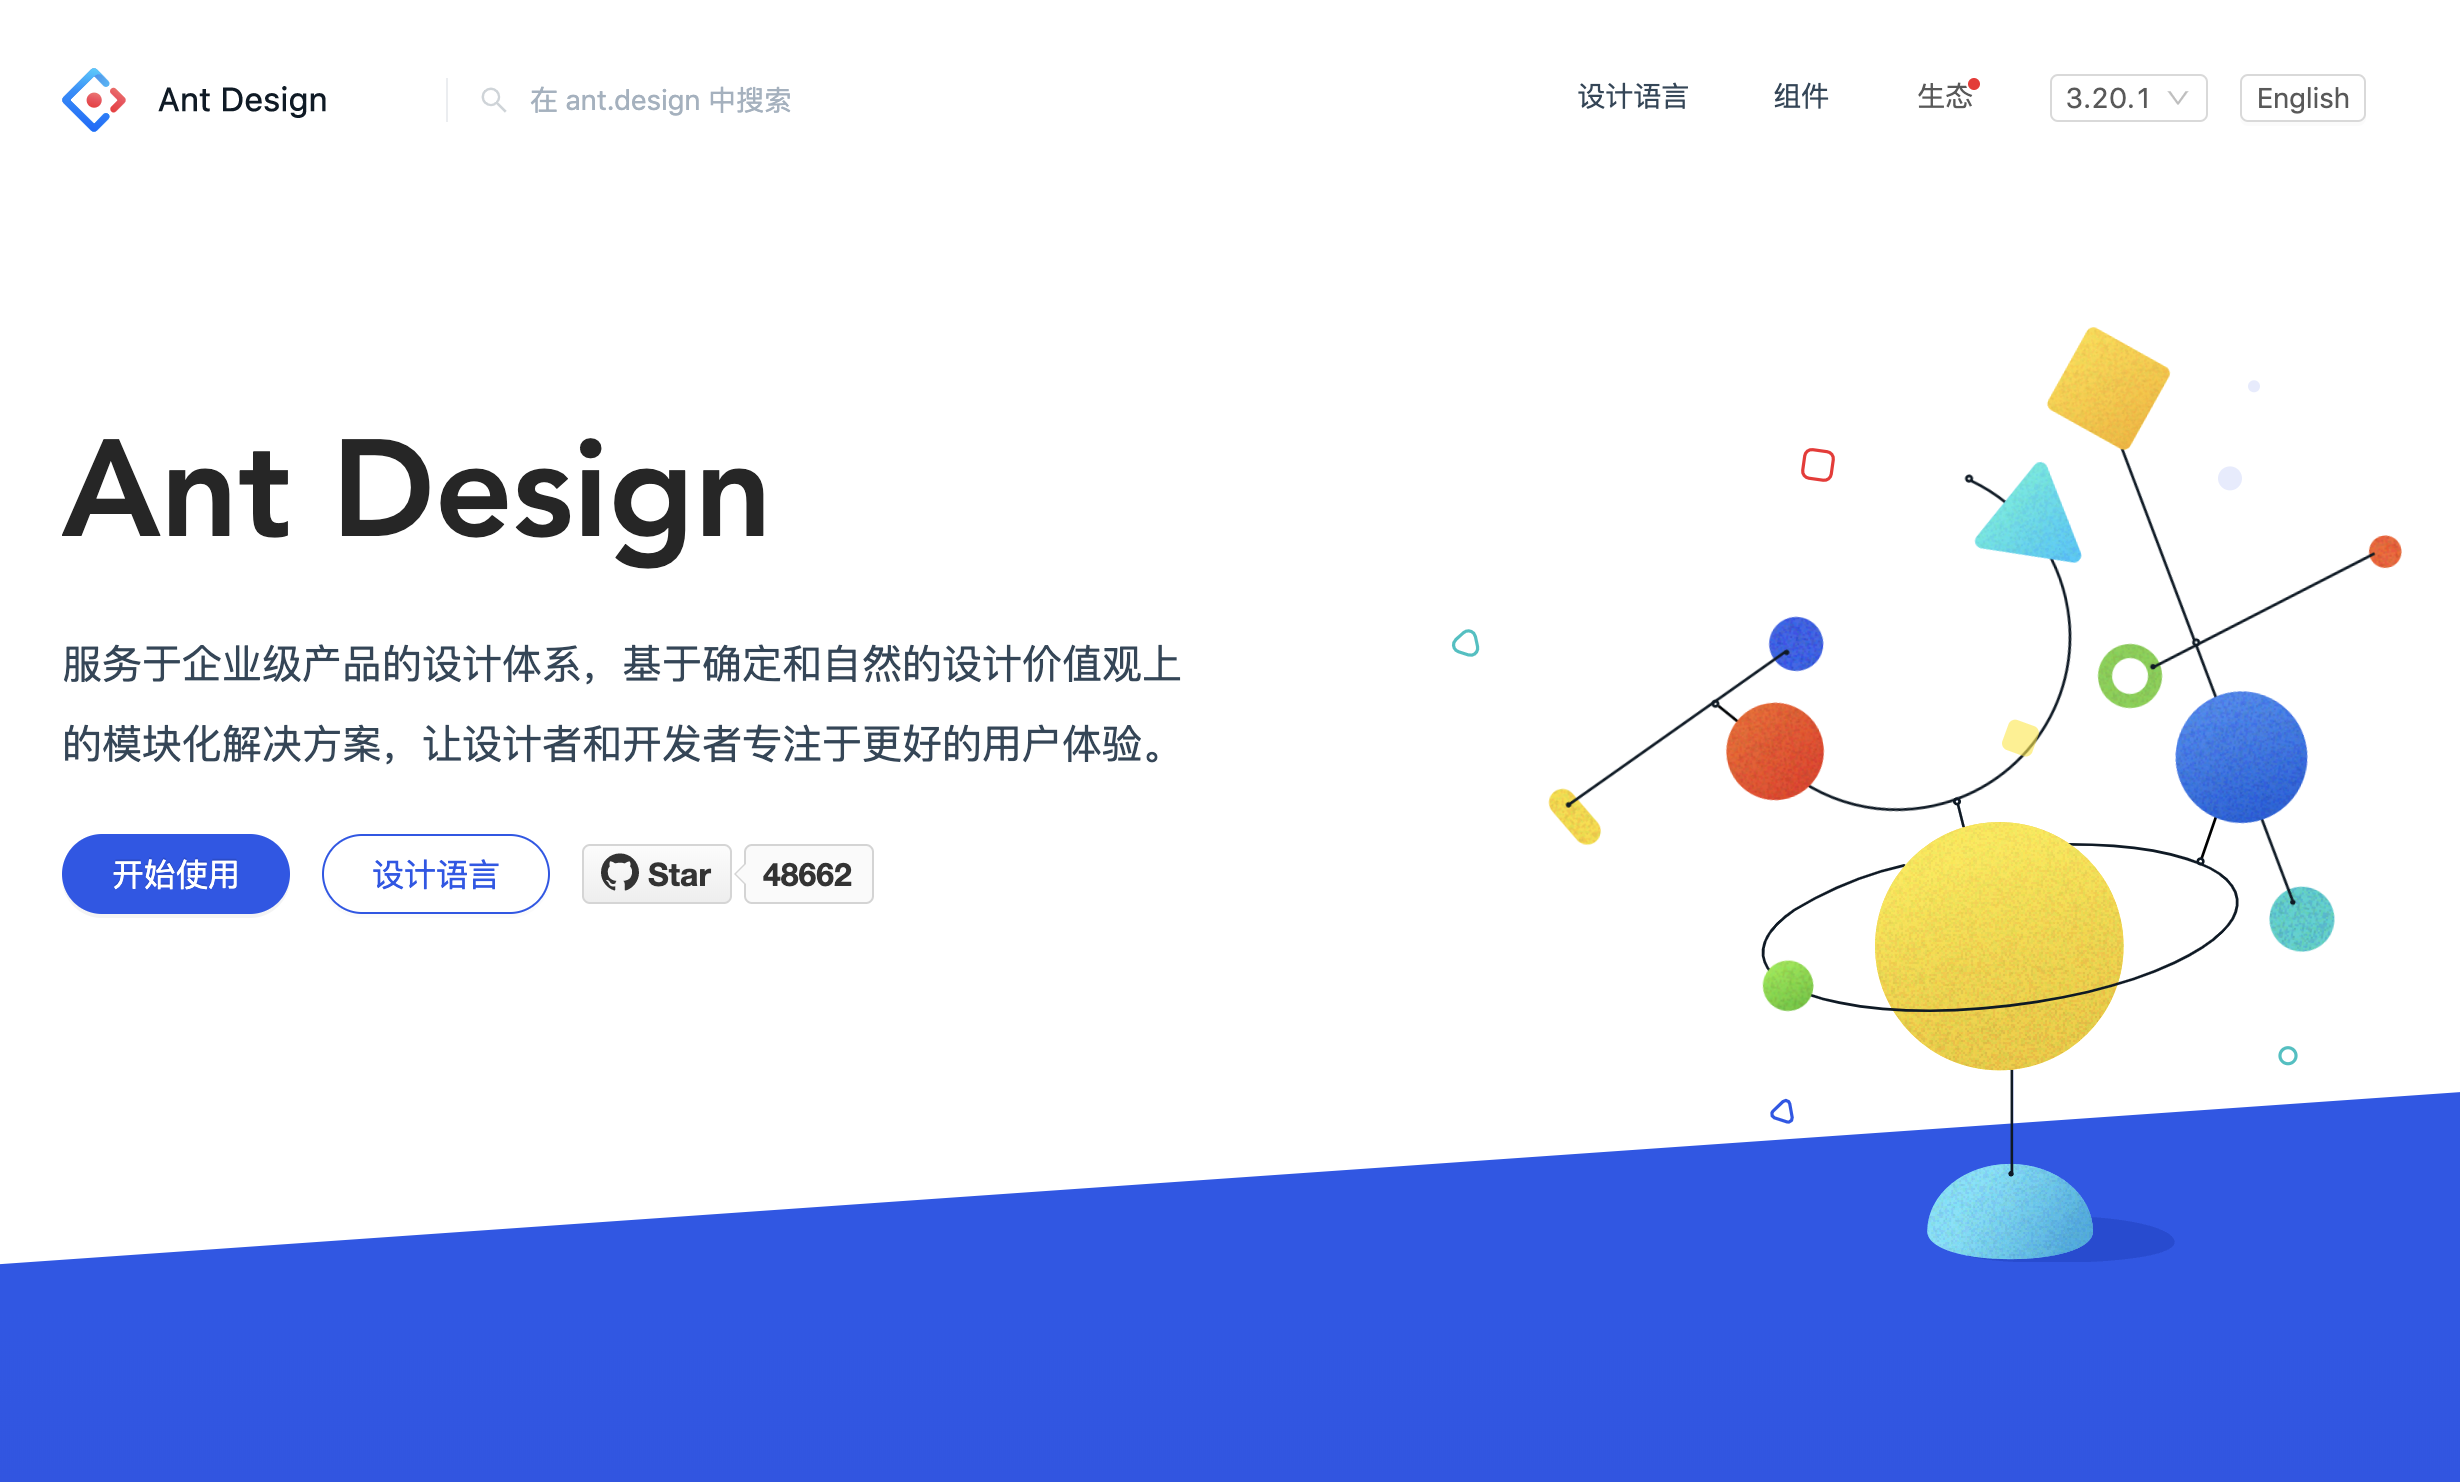 Ant Design
在 ant.design 中搜索
设计语言
组件
生态
3.20.1
English
Ant Design
服务于企业级产品的设计体系，基于确定和自然的设计价值观上
的模块化解决方案，让设计者和开发者专注于更好的用户体验。
开始使用
设计语言
Star
48662